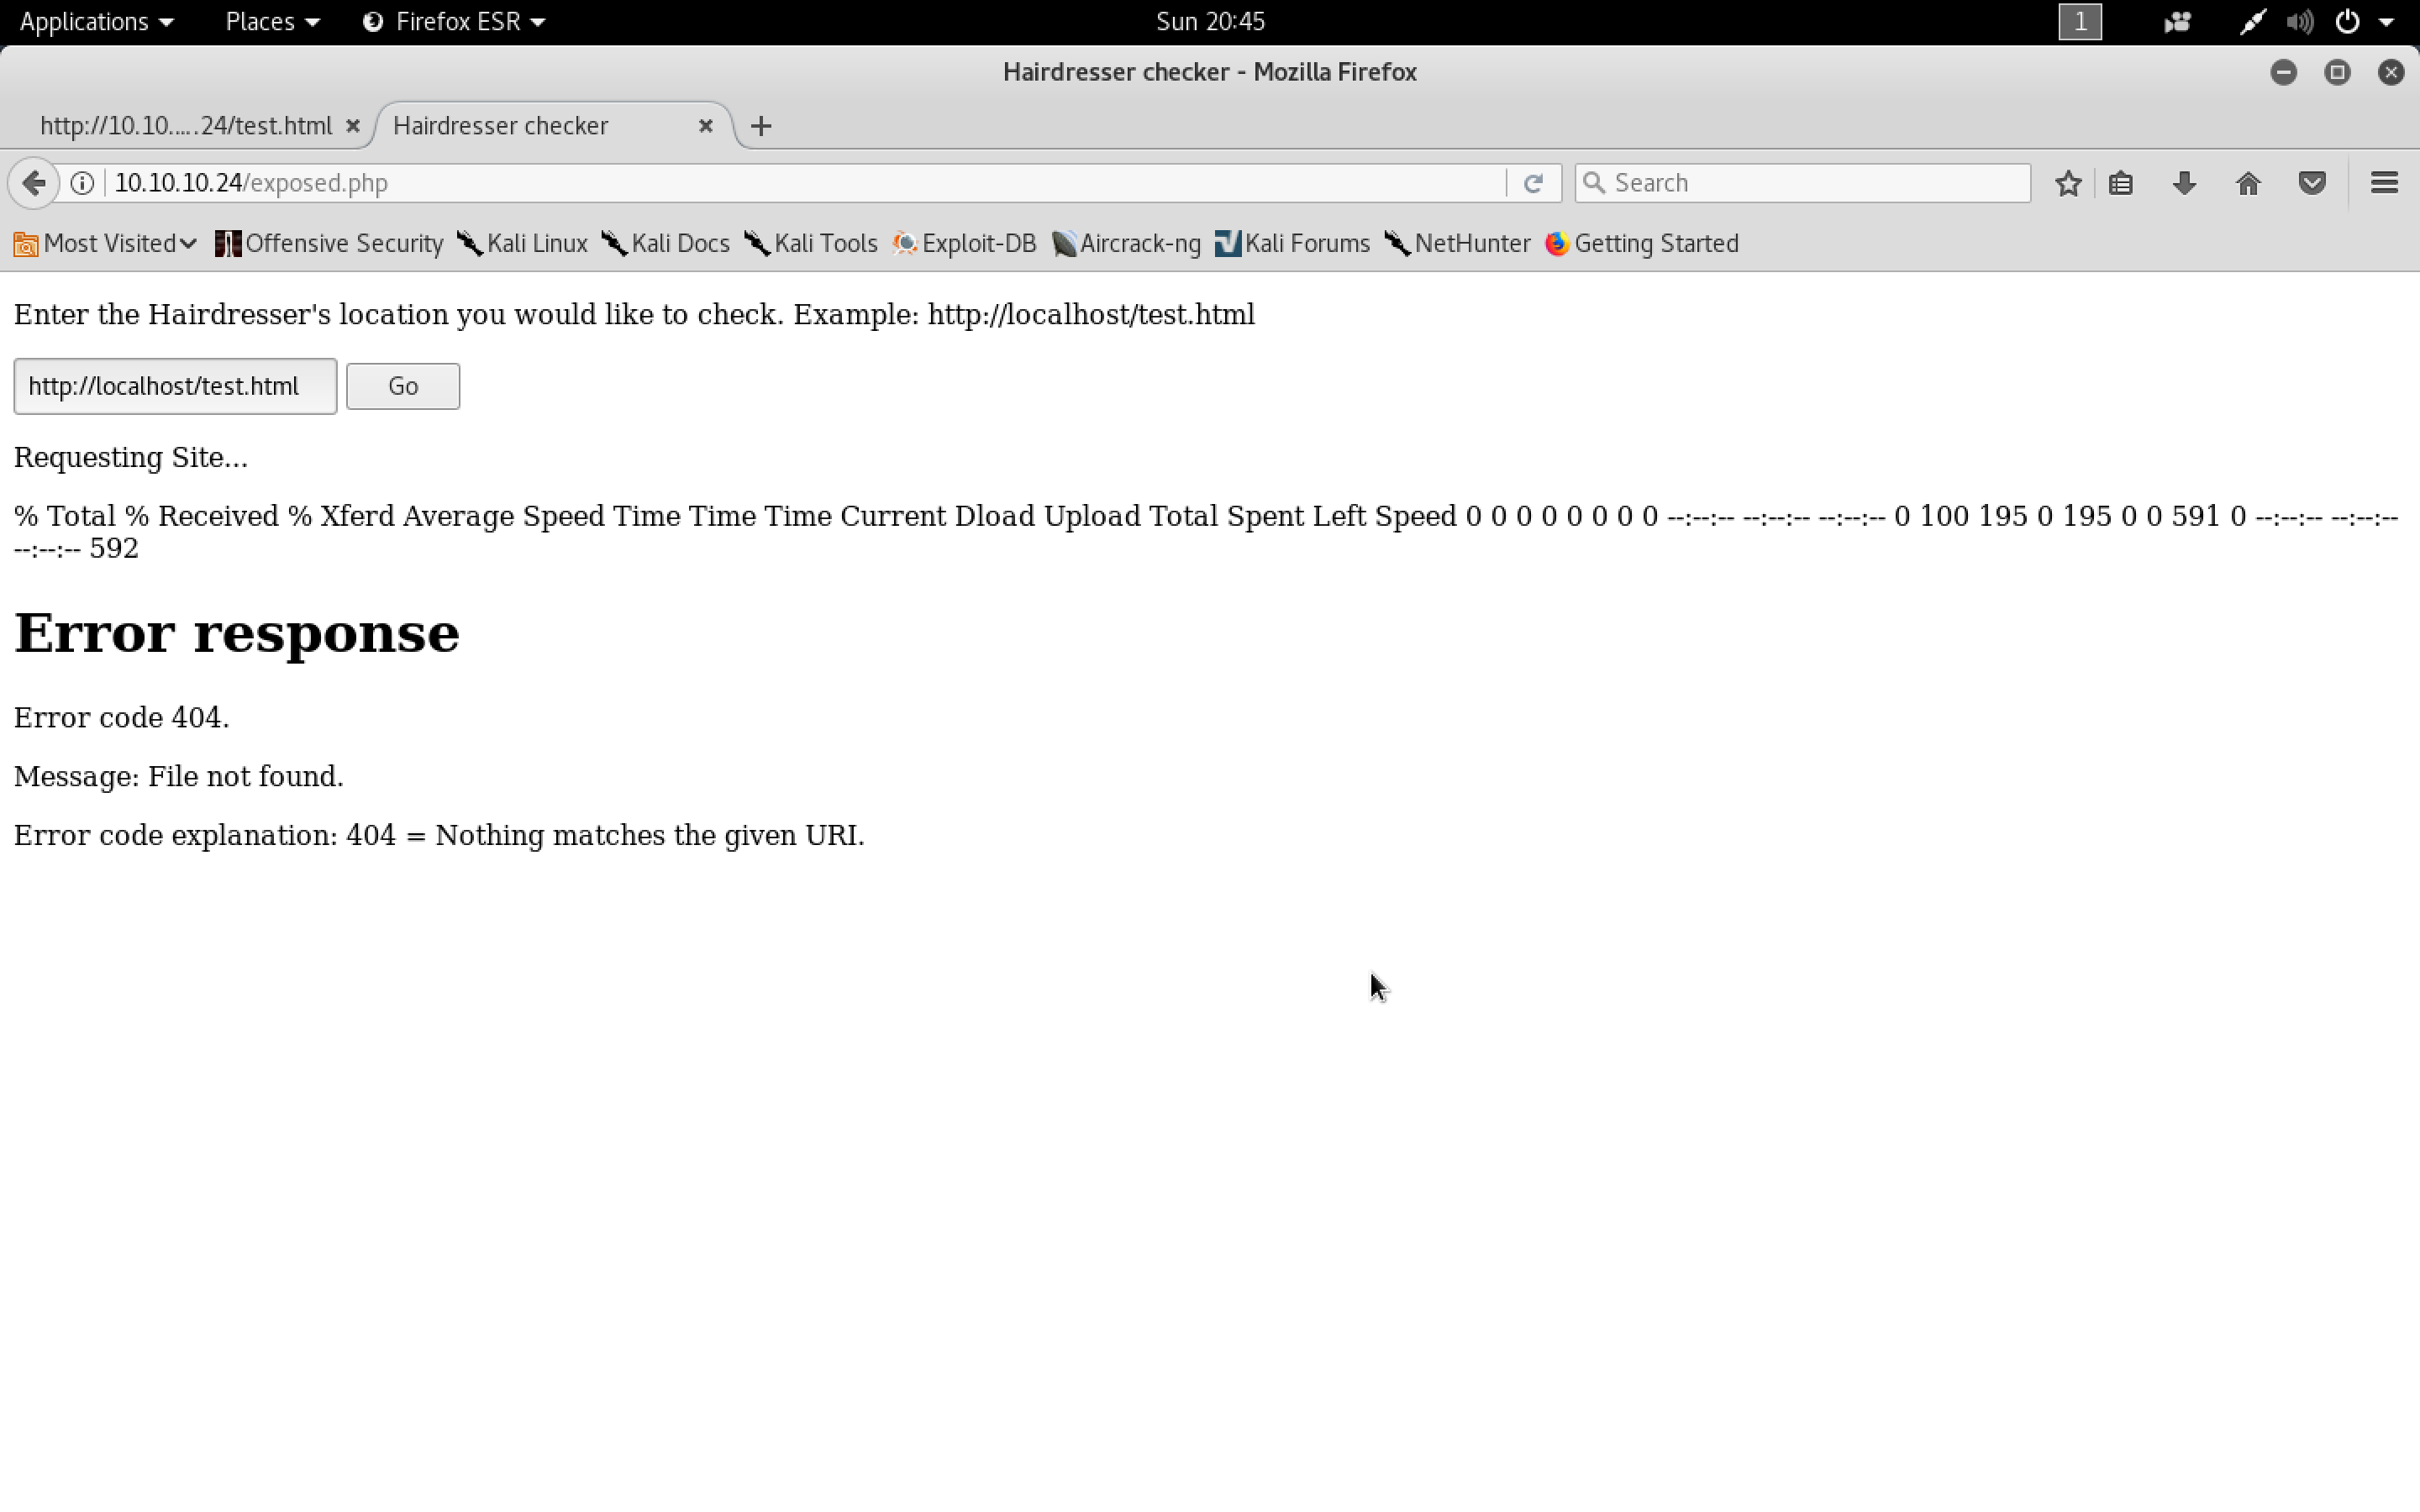 Applications Places Firefox ESR Sun 20:45 1
Hairdresser checker - Mozilla Firefox
http://10.10.....24/test.html Hairdresser checker
10.10.10.24/exposed.php Search
Most Visited Offensive Security Kali Linux Kali Docs Kali Tools Exploit-DB Aircrack-ng Kali Forums NetHunter Getting Started
Enter the Hairdresser's location you would like to check. Example: http://localhost/test.html
http://localhost/test.html Go
Requesting Site...
% Total % Received % Xferd Average Speed Time Time Time Current Dload Upload Total Spent Left Speed 0 0 0 0 0 0 0 0 --:--:-- --:--:-- --:--:-- 0 100 195 0 195 0 0 591 0 --:--:-- --:--:--
--:--:-- 592
Error response
Error code 404.
Message: File not found.
Error code explanation: 404 = Nothing matches the given URI.